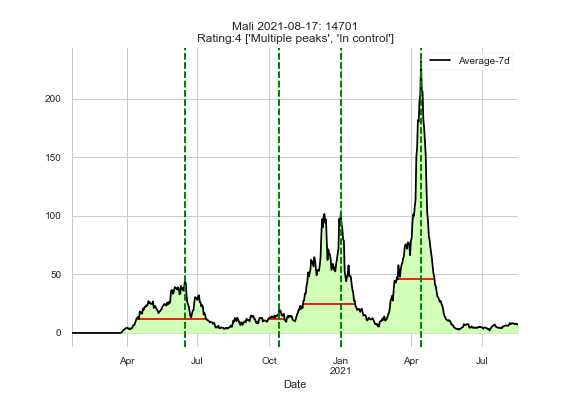 Mali 2021-08-17: 14701
Rating:4 ['Multiple peaks', 'In control']
Average-7d
200
150
100
50
0
Apr Jul Oct Jan Apr Jul
2021
Date